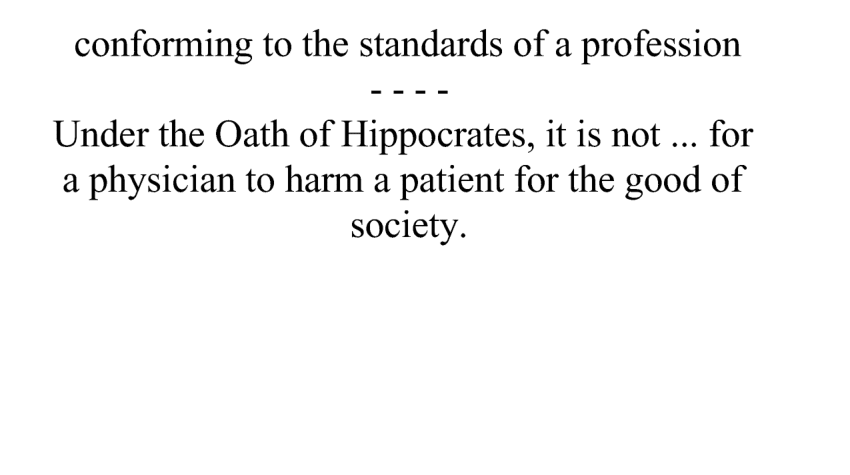 conforming to the standards of a profession
- - - -
Under the Oath of Hippocrates, it is not ... for
a physician to harm a patient for the good of
society.